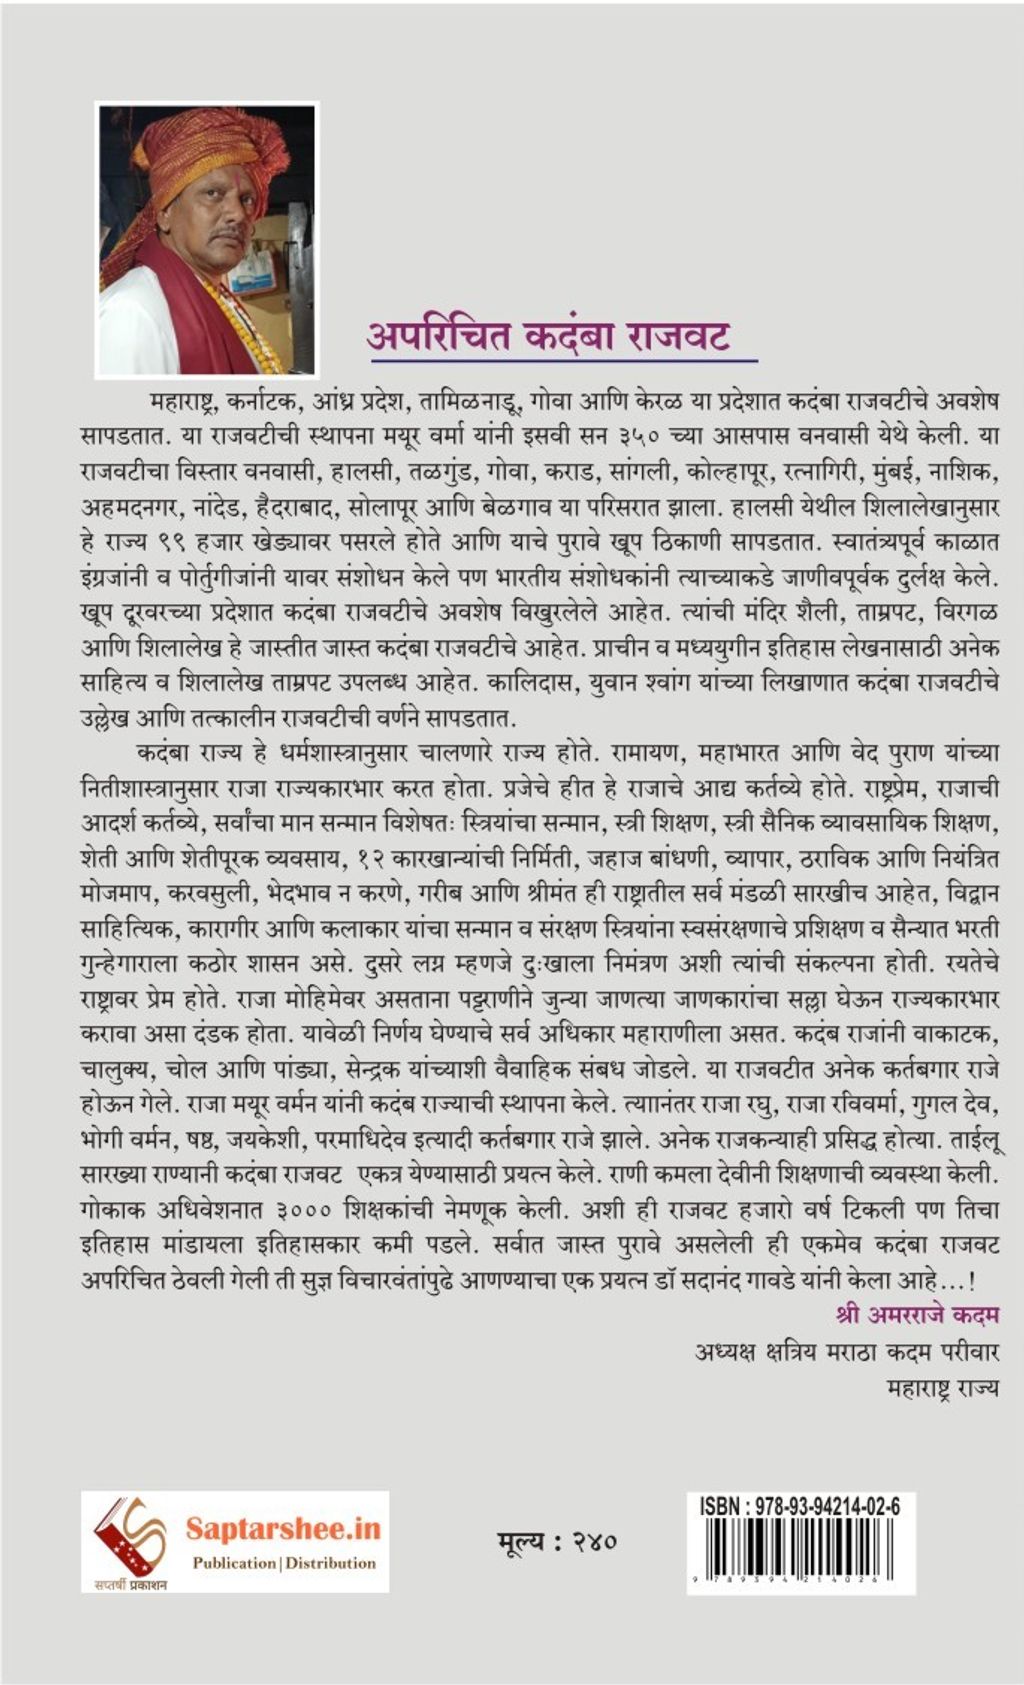 अपरिचित कदंबा राजवट
महाराष्ट्र, कर्नाटक, आंध्र प्रदेश, तामिळनाडू, गोवा आणि केरळ या प्रदेशात कदंबा राजवटीचे अवशेष
सापडतात. या राजवटीची स्थापना मयूर वर्मा यांनी इसवी सन ३५० च्या आसपास वनवासी येथे केली. या
राजवटीचा विस्तार वनवासी, हालसी, तळगुंड, गोवा, कराड, सांगली, कोल्हापूर, रत्नागिरी, मुंबई, नाशिक,
अहमदनगर, नांदेड, हैदराबाद, सोलापूर आणि बेळगाव या परिसरात झाला. हालसी येथील शिलालेखानुसार
हे राज्य ९९ हजार खेड्यावर पसरले होते आणि याचे पुरावे खूप ठिकाणी सापडतात. स्वातंत्र्यपूर्व काळात
इंग्रजांनी व पोर्तुगीजांनी यावर संशोधन केले पण भारतीय संशोधकांनी त्याच्याकडे जाणीवपूर्वक दुर्लक्ष केले.
खूप दूरवरच्या प्रदेशात कदंबा राजवटीचे अवशेष विखुरलेले आहेत. त्यांची मंदिर शैली, ताम्रपट, विरगळ
आणि शिलालेख हे जास्तीत जास्त कदंबा राजवटीचे आहेत. प्राचीन व मध्ययुगीन इतिहास लेखनासाठी अनेक
साहित्य व शिलालेख ताम्रपट उपलब्ध आहेत. कालिदास, युवान श्वांग यांच्या लिखाणात कदंबा राजवटीचे
उल्लेख आणि तत्कालीन राजवटीची वर्णने सापडतात.
कदंबा राज्य हे धर्मशास्त्रानुसार चालणारे राज्य होते. रामायण, महाभारत आणि वेद पुराण यांच्या
नितीशास्त्रानुसार राजा राज्यकारभार करत होता. प्रजेचे हीत हे राजाचे आद्य कर्तव्ये होते. राष्ट्रप्रेम, राजाची
आदर्श कर्तव्ये, सर्वांचा मान सन्मान विशेषतः स्त्रियांचा सन्मान, स्त्री शिक्षण, स्त्री सैनिक व्यावसायिक शिक्षण,
शेती आणि शेतीपूरक व्यवसाय, १२ कारखान्यांची निर्मिती, जहाज बांधणी, व्यापार, ठराविक आणि नियंत्रित
मोजमाप, करवसुली, भेदभाव न करणे, गरीब आणि श्रीमंत ही राष्ट्रातील सर्व मंडळी सारखीच आहेत, विद्वान
साहित्यिक, कारागीर आणि कलाकार यांचा सन्मान व संरक्षण स्त्रियांना स्वसंरक्षणाचे प्रशिक्षण व सैन्यात भरती
गुन्हेगाराला कठोर शासन असे. दुसरे लग्न म्हणजे दुःखाला निमंत्रण अशी त्यांची संकल्पना होती. रयतेचे
राष्ट्रावर प्रेम होते. राजा मोहिमेवर असताना पट्टराणीने जुन्या जाणत्या जाणकारांचा सल्ला घेऊन राज्यकारभार
करावा असा दंडक होता. यावेळी निर्णय घेण्याचे सर्व अधिकार महाराणीला असत. कदंब राजांनी वाकाटक,
चालुक्य, चोल आणि पांड्या, सेन्द्रक यांच्याशी वैवाहिक संबध जोडले. या राजवटीत अनेक कर्तबगार राजे
होऊन गेले. राजा मयूर वर्मन यांनी कदंब राज्याची स्थापना केले. त्याानंतर राजा रघु, राजा रविवर्मा, गुगल देव,
भोगी वर्मन, षष्ठ, जयकेशी, परमाधिदेव इत्यादी कर्तबगार राजे झाले. अनेक राजकन्याही प्रसिद्ध होत्या. ताईलू
सारख्या राण्यानी कदंबा राजवट एकत्र येण्यासाठी प्रयत्न केले. राणी कमला देवीनी शिक्षणाची व्यवस्था केली.
गोकाक अधिवेशनात ३००० शिक्षकांची नेमणूक केली. अशी ही राजवट हजारो वर्ष टिकली पण तिचा
इतिहास मांडायला इतिहासकार कमी पडले. सर्वात जास्त पुरावे असलेली ही एकमेव कदंबा राजवट
अपरिचित ठेवली गेली ती सुज्ञ विचारवंतांपुढे आणण्याचा एक प्रयत्न डॉ सदानंद गावडे यांनी केला आहे...!
श्री अमरराजे कदम
अध्यक्ष क्षत्रिय मराठा कदम परीवार
महाराष्ट्र राज्य
Saptarshee.in
Publication|Distribution
सप्तर्षी प्रकाशन
मूल्य : २४०
ISBN : 978-93-94214-02-6
9 789394 214026